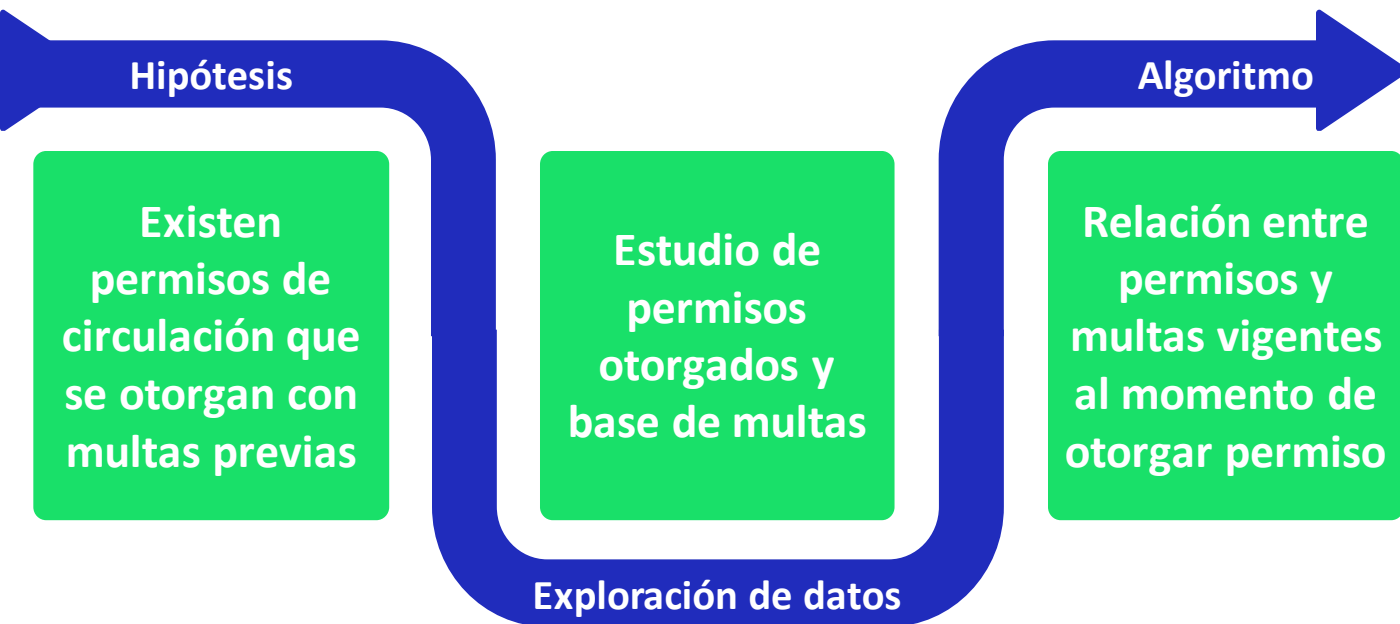 Hipótesis
Existen
permisos de
circulación que
se otorgan con
multas previas
Exploración de datos
Estudio de
permisos
otorgados y
base de multas
Algoritmo
Relación entre
permisos y
multas vigentes
al momento de
otorgar permiso